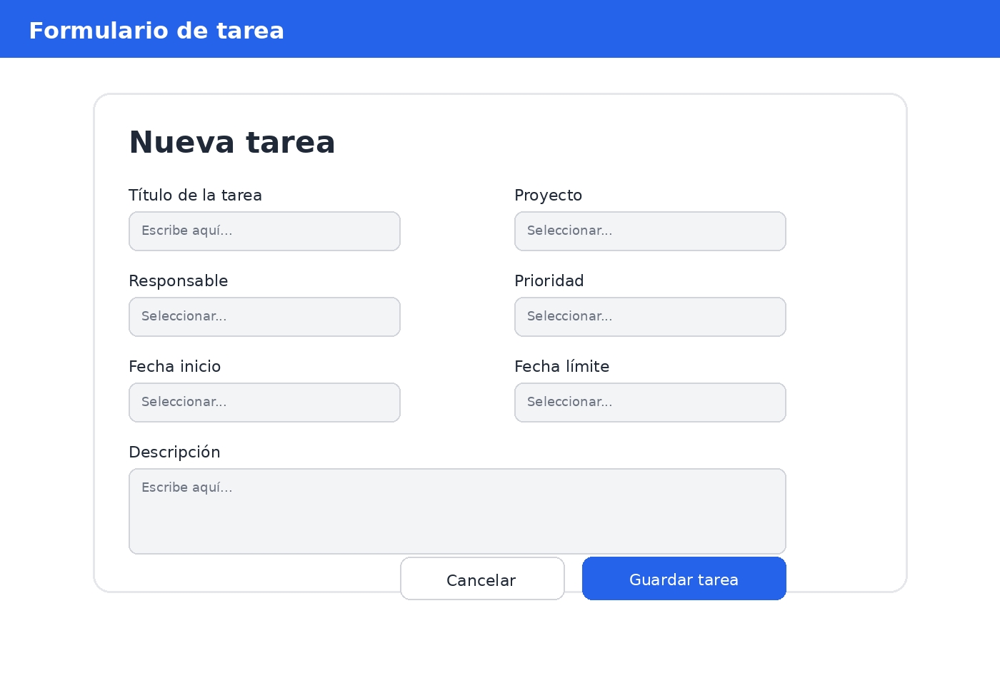 Formulario de tarea
Nueva tarea
Título de la tarea
Proyecto
Escribe aquí...
Seleccionar...
Responsable
Prioridad
Seleccionar...
Seleccionar...
Fecha inicio
Fecha límite
Seleccionar...
Seleccionar...
Descripción
Escribe aquí...
Cancelar
Guardar tarea